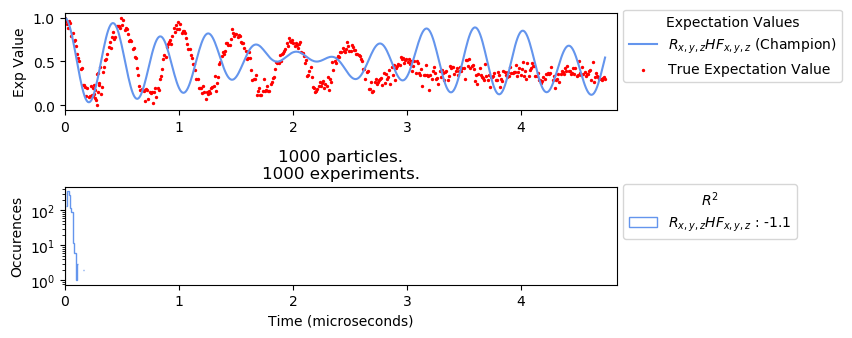 Expectation Values
R_{x,y,z}HF_{x,y,z} (Champion)
True Expectation Value
Exp Value
1.0
0.5
0.0
0 1 2 3 4
1000 particles.
1000 experiments.
R^2
R_{x,y,z}HF_{x,y,z} : -1.1
Occurences
10^2
10^1
10^0
0 1 2 3 4
Time (microseconds)